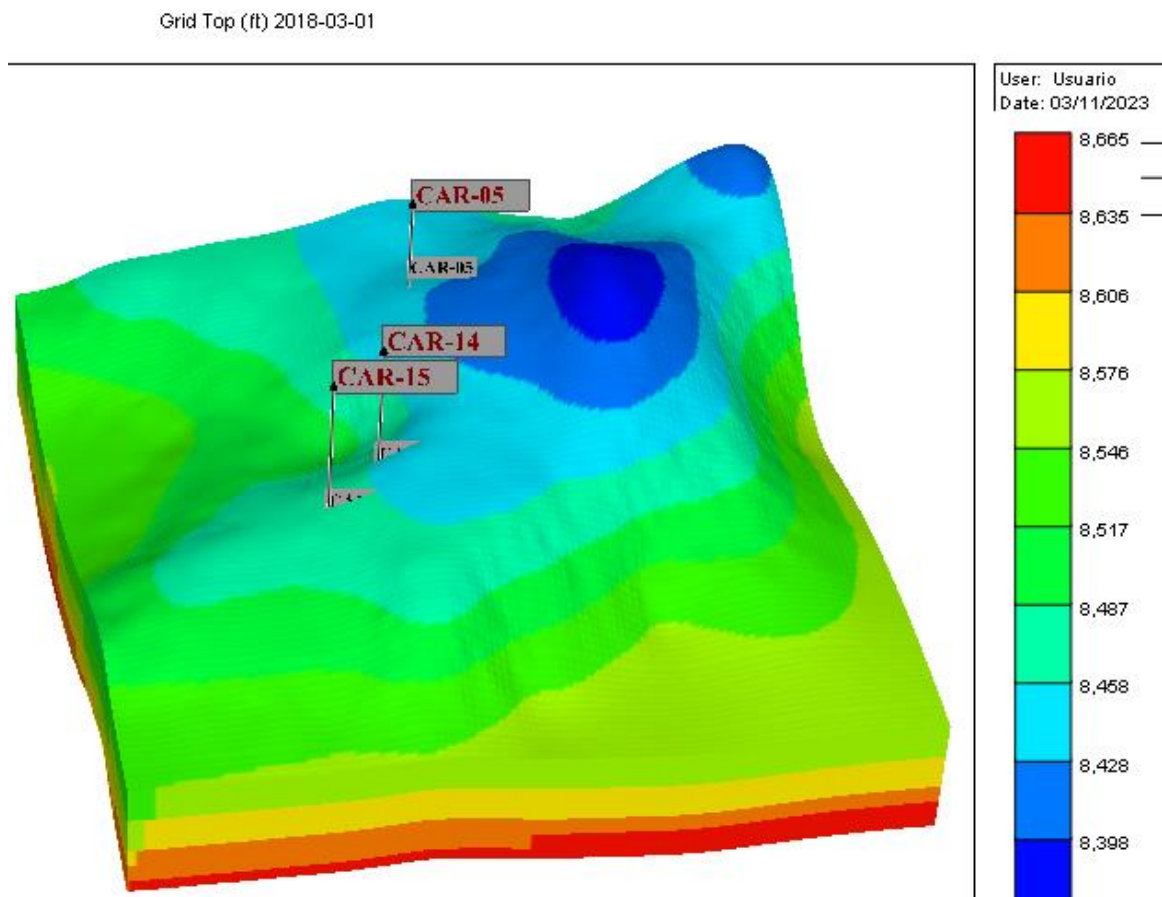 Grid Top (ft) 2018-03-01
User: Usuario
Date: 03/11/2023
8,665
8,635
8,606
8,576
8,546
8,517
8,487
8,458
8,428
8,398
CAR-05
CAR-05
CAR-14
CAR-15